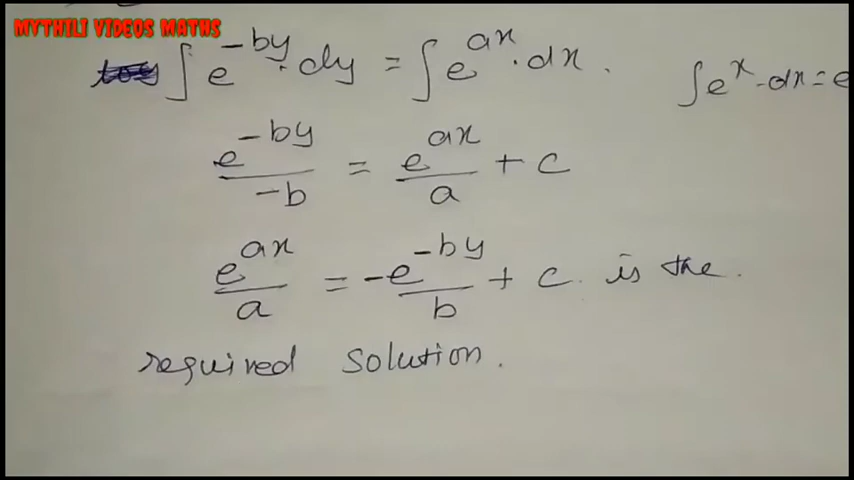 MYTHILI VIDEOS MATHS
∫ e^{-by} · dy = ∫ e^{ax} · dx .
∫ e^x · dx = e
e^{-by}/-b = e^{ax}/a + c
e^{ax}/a = -e^{-by}/b + c. is the .
required solution .